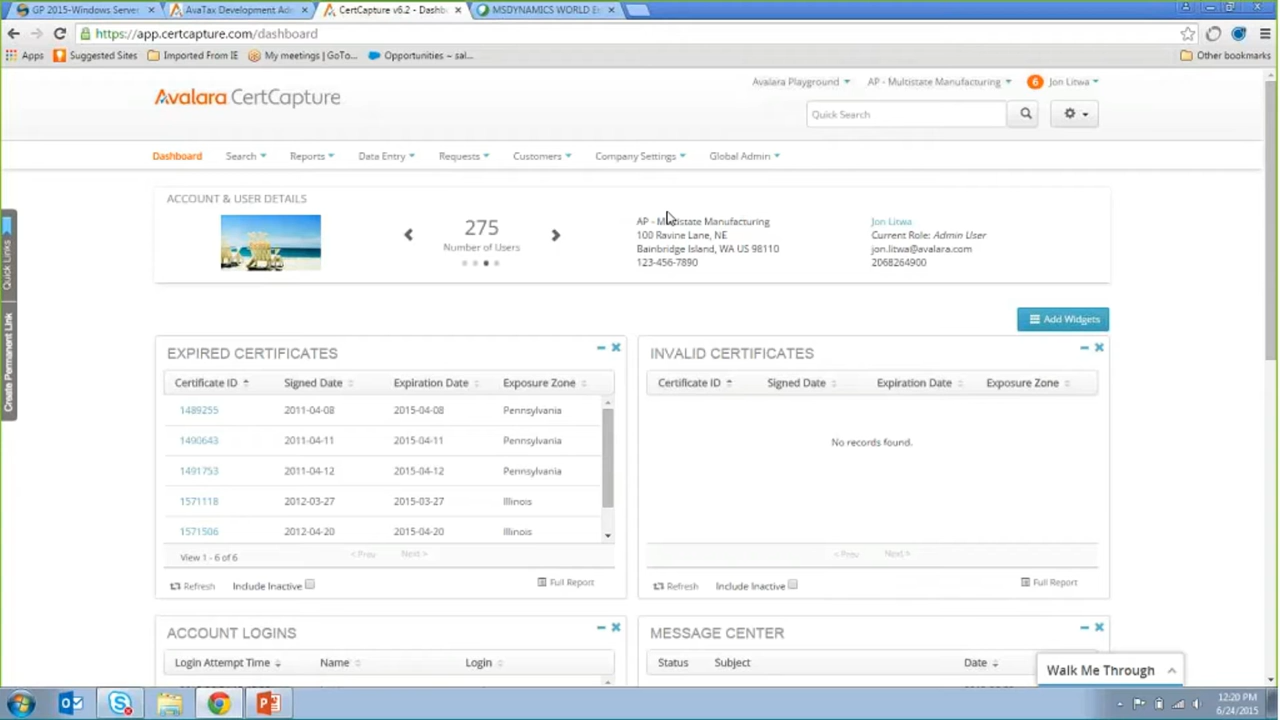 GP 2015-Windows Server
AvaTax Development Adm
CertCapture v6.2 - Dashb
MSDYNAMICS WORLD E
https://app.certcapture.com/dashboard
Apps
Suggested Sites
Imported From IE
My meetings | GoTo...
Opportunities ~ sal...
Other bookmarks
Avalara Playground
AP - Multistate Manufacturing
6
Jon Litwa
Avalara CertCapture
Quick Search
Dashboard
Search
Reports
Data Entry
Requests
Customers
Company Settings
Global Admin
ACCOUNT & USER DETAILS
275
Number of Users
AP - Multistate Manufacturing
100 Ravine Lane, NE
Bainbridge Island, WA US 98110
123-456-7890
Jon Litwa
Current Role: Admin User
jon.litwa@avalara.com
2068264900
Quick Links
Create Permanent Link
Add Widgets
EXPIRED CERTIFICATES
Certificate ID Signed Date Expiration Date Exposure Zone
1489255 2011-04-08 2015-04-08 Pennsylvania
1490643 2011-04-11 2015-04-11 Pennsylvania
1491753 2011-04-12 2015-04-12 Pennsylvania
1571118 2012-03-27 2015-03-27 Illinois
1571506 2012-04-20 2015-04-20 Illinois
View 1 - 6 of 6
< Prev Next >
Refresh Include Inactive Full Report
INVALID CERTIFICATES
Certificate ID Signed Date Expiration Date Exposure Zone
No records found.
< Prev Next >
Refresh Include Inactive Full Report
ACCOUNT LOGINS
Login Attempt Time Name Login
MESSAGE CENTER
Status Subject Date
Walk Me Through
12:20 PM
6/24/2015